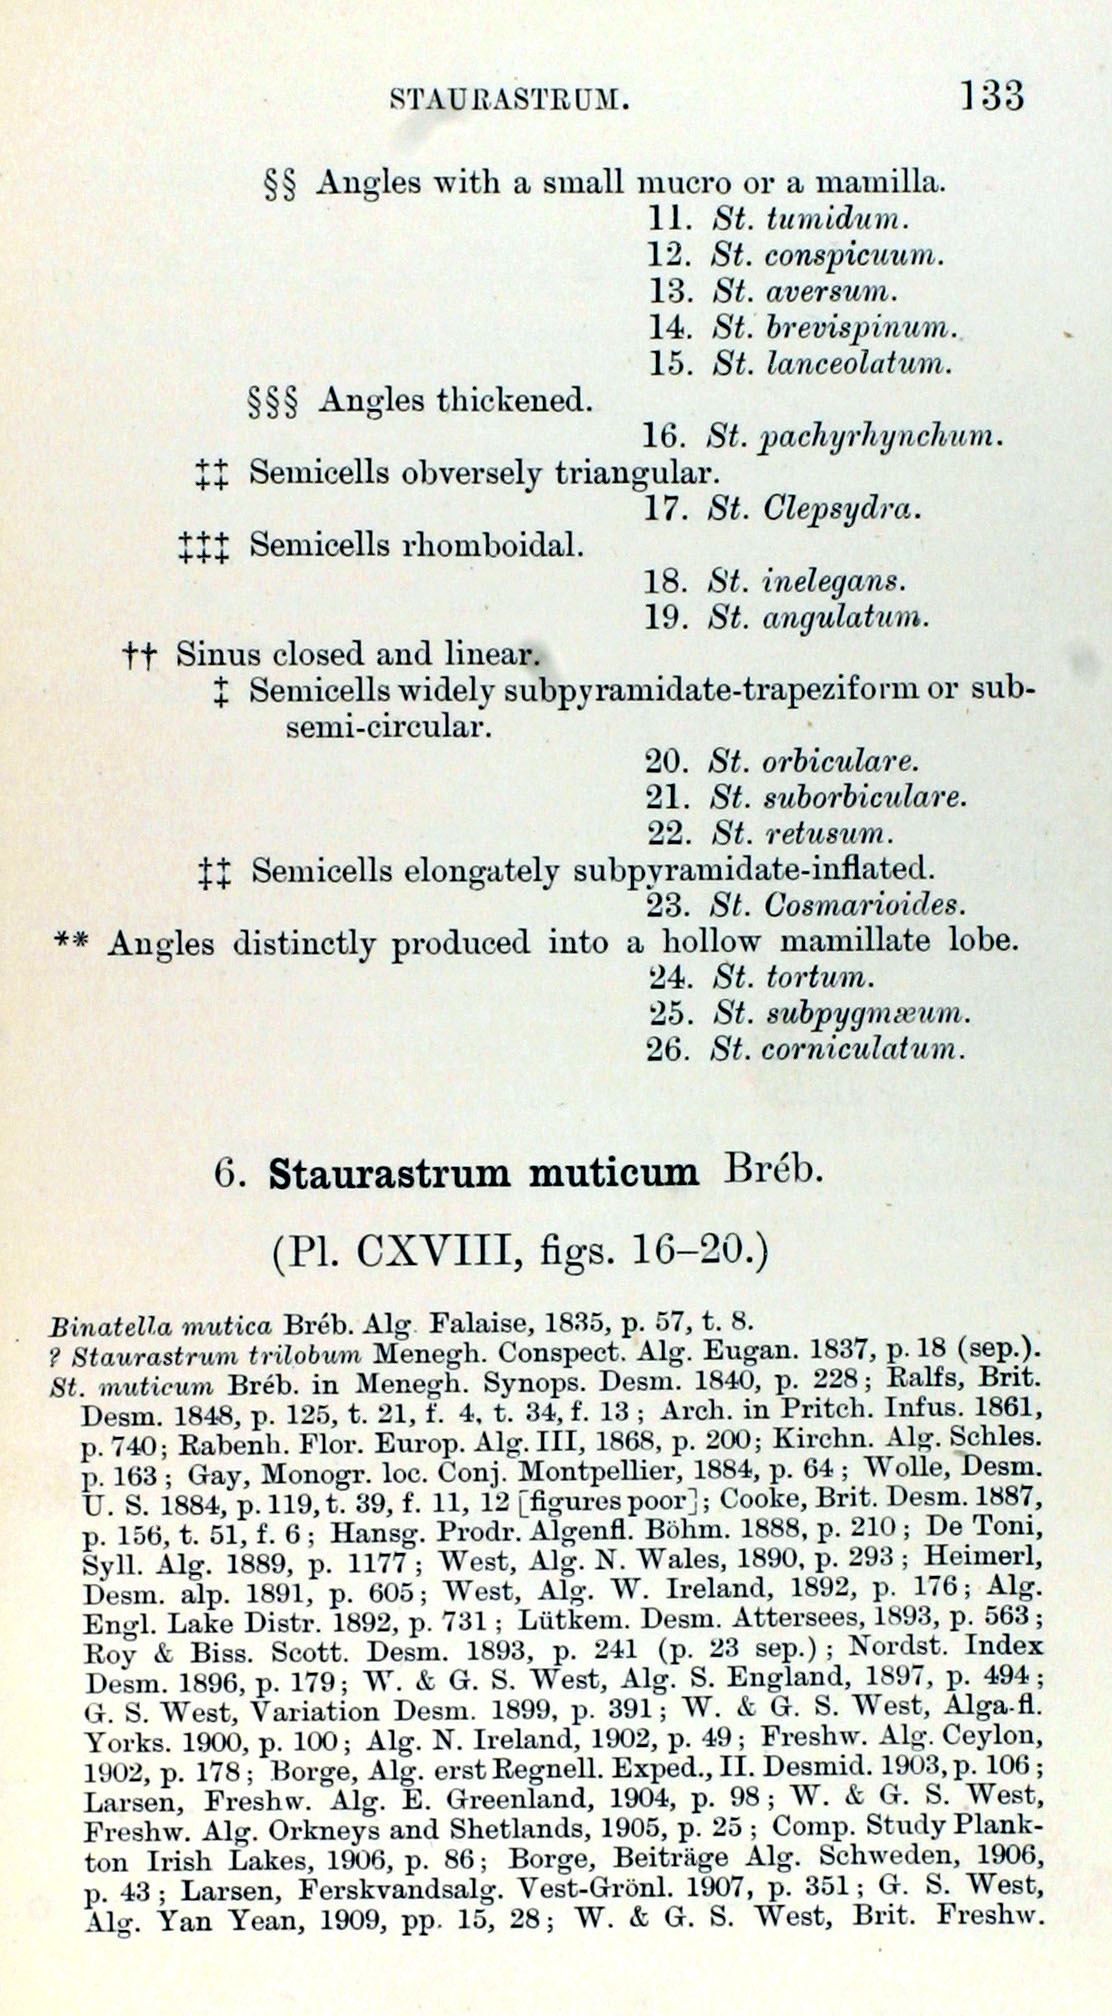 STAURASTRUM. 133
§§ Angles with a small mucro or a mamilla.
11. St. tumidum.
12. St. conspicuum.
13. St. aversum.
14. St. brevispinum.
15. St. lanceolatum.
§§§ Angles thickened.
16. St. pachyrhynchum.
‡‡ Semicells obversely triangular.
17. St. Clepsydra.
‡‡‡ Semicells rhomboidal.
18. St. inelegans.
19. St. angulatum.
†† Sinus closed and linear.
‡ Semicells widely subpyramidate-trapeziform or sub-
semi-circular.
20. St. orbiculare.
21. St. suborbiculare.
22. St. retusum.
‡‡ Semicells elongately subpyramidate-inflated.
23. St. Cosmarioides.
** Angles distinctly produced into a hollow mamillate lobe.
24. St. tortum.
25. St. subpygmæum.
26. St. corniculatum.
6. Staurastrum muticum Bréb.
(Pl. CXVIII, figs. 16–20.)
Binatella mutica Bréb. Alg. Falaise, 1835, p. 57, t. 8.
? Staurastrum trilobum Menegh. Conspect. Alg. Eugan. 1837, p. 18 (sep.).
St. muticum Bréb. in Menegh. Synops. Desm. 1840, p. 228; Ralfs, Brit.
Desm. 1848, p. 125, t. 21, f. 4, t. 34, f. 13; Arch. in Pritch. Infus. 1861,
p. 740; Rabenh. Flor. Europ. Alg. III, 1868, p. 200; Kirchn. Alg. Schles.
p. 163; Gay, Monogr. loc. Conj. Montpellier, 1884, p. 64; Wolle, Desm.
U. S. 1884, p. 119, t. 39, f. 11, 12 [figures poor]; Cooke, Brit. Desm. 1887,
p. 156, t. 51, f. 6; Hansg. Prodr. Algenfl. Böhm. 1888, p. 210; De Toni,
Syll. Alg. 1889, p. 1177; West, Alg. N. Wales, 1890, p. 293; Heimerl,
Desm. alp. 1891, p. 605; West, Alg. W. Ireland, 1892, p. 176; Alg.
Engl. Lake Distr. 1892, p. 731; Lütkem. Desm. Attersees, 1893, p. 563;
Roy & Biss. Scott. Desm. 1893, p. 241 (p. 23 sep.); Nordst. Index
Desm. 1896, p. 179; W. & G. S. West, Alg. S. England, 1897, p. 494;
G. S. West, Variation Desm. 1899, p. 391; W. & G. S. West, Alga-fl.
Yorks. 1900, p. 100; Alg. N. Ireland, 1902, p. 49; Freshw. Alg. Ceylon,
1902, p. 178; Borge, Alg. erst Regnell. Exped., II. Desmid. 1903, p. 106;
Larsen, Freshw. Alg. E. Greenland, 1904, p. 98; W. & G. S. West,
Freshw. Alg. Orkneys and Shetlands, 1905, p. 25; Comp. Study Plank-
ton Irish Lakes, 1906, p. 86; Borge, Beiträge Alg. Schweden, 1906,
p. 43; Larsen, Ferskvandsalg. Vest-Grönl. 1907, p. 351; G. S. West,
Alg. Yan Yean, 1909, pp. 15, 28; W. & G. S. West, Brit. Freshw.